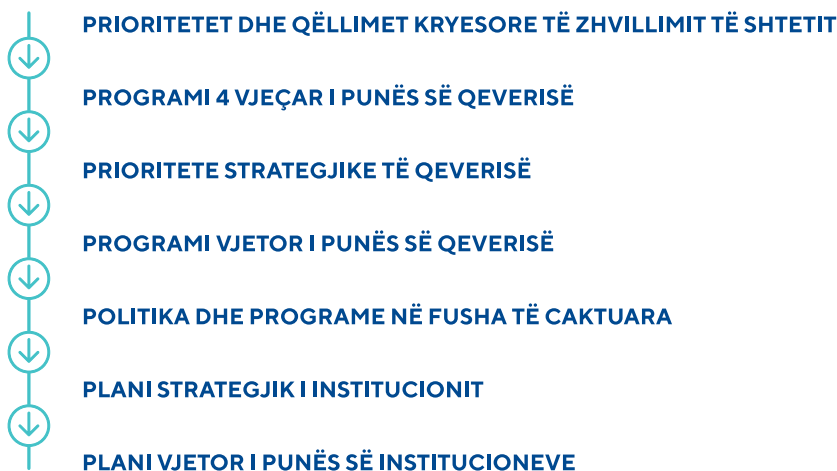 PRIORITETET DHE QËLLIMET KRYESORE TË ZHVILLIMIT TË SHTETIT
PROGRAMI 4 VJEÇAR I PUNËS SË QEVERISË
PRIORITETE STRATEGJIKE TË QEVERISË
PROGRAMI VJETOR I PUNËS SË QEVERISË
POLITIKA DHE PROGRAME NË FUSHA TË CAKTUARA
PLANI STRATEGJIK I INSTITUCIONIT
PLANI VJETOR I PUNËS SË INSTITUCIONEVE